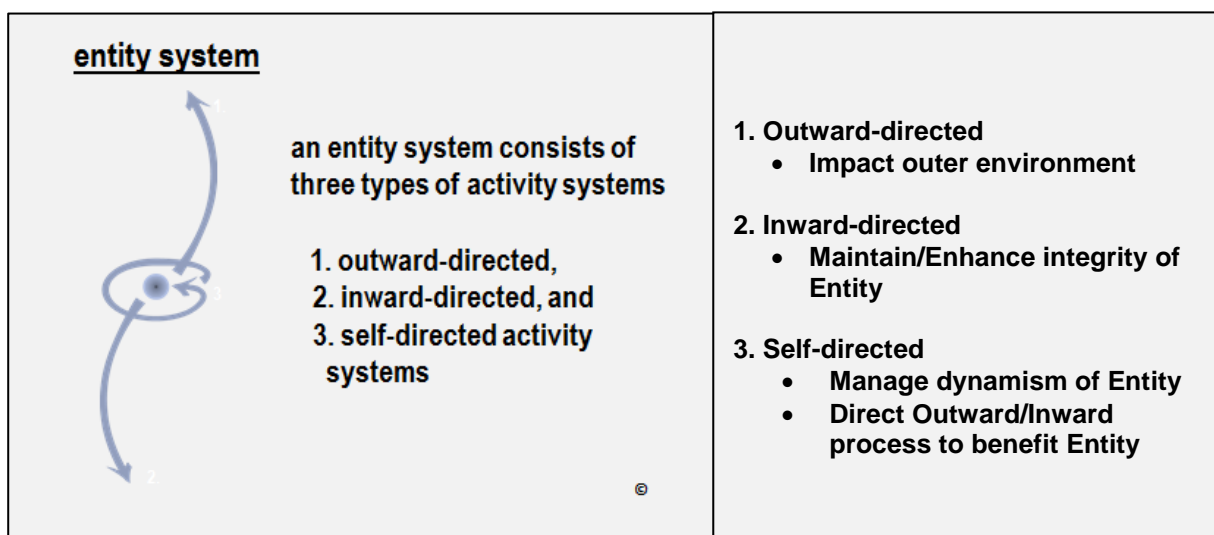 entity system
1
an entity system consists of
three types of activity systems
1. outward-directed,
2. inward-directed, and
3. self-directed activity
systems
3
2.
©
1. Outward-directed
• Impact outer environment
2. Inward-directed
• Maintain/Enhance integrity of
Entity
3. Self-directed
• Manage dynamism of Entity
• Direct Outward/Inward
process to benefit Entity